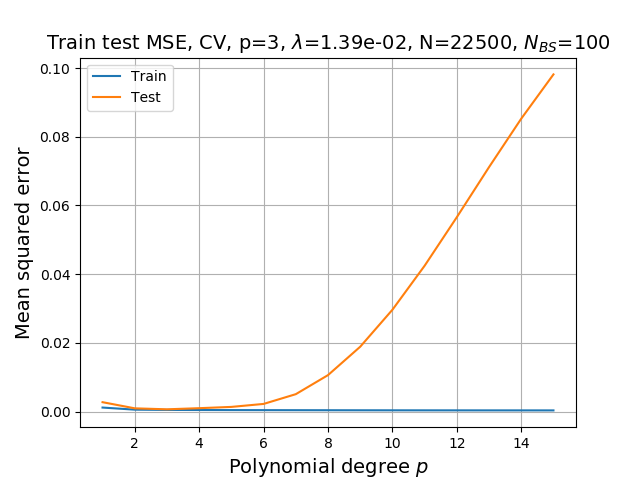 Train test MSE, CV, p=3, λ=1.39e-02, N=22500, N_BS=100
Train
Test
0.10
0.08
0.06
0.04
0.02
0.00
Mean squared error
2 4 6 8 10 12 14
Polynomial degree p